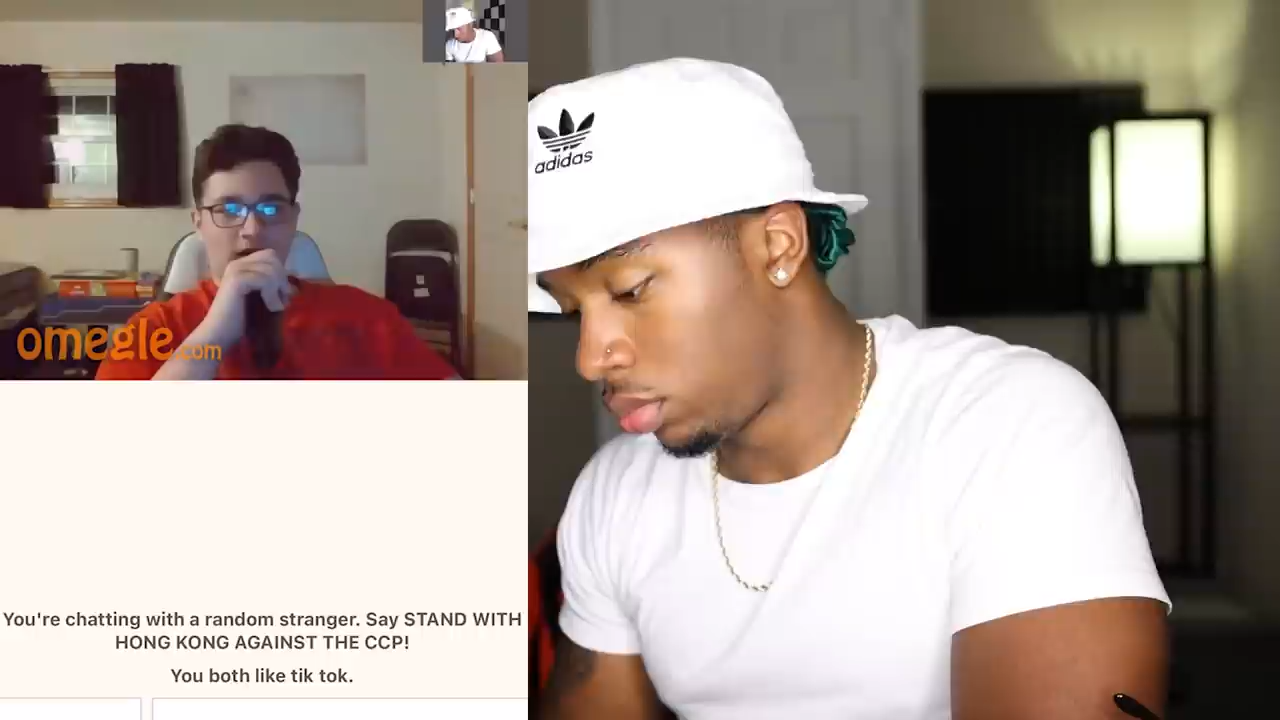 adidas
omegle.com
You're chatting with a random stranger. Say STAND WITH
HONG KONG AGAINST THE CCP!
You both like tik tok.